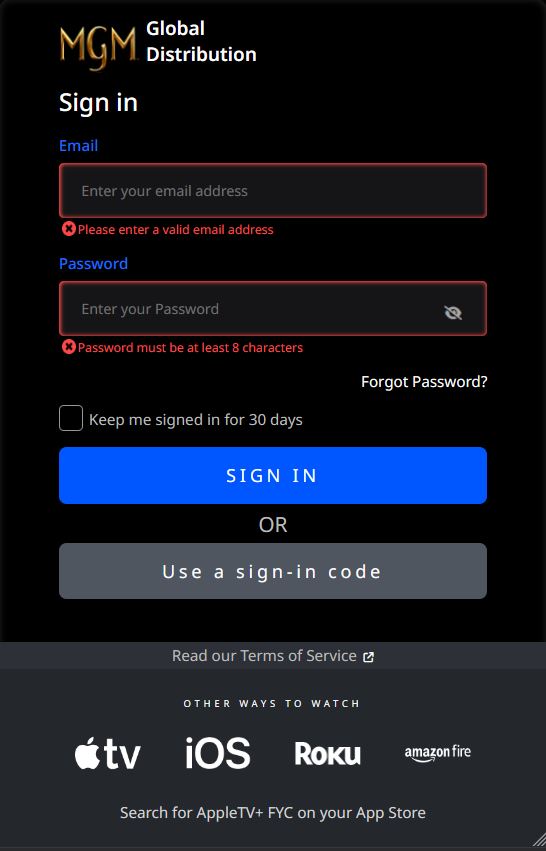 MGM Global
Distribution
Sign in
Email
Enter your email address
Please enter a valid email address
Password
Enter your Password
Password must be at least 8 characters
Forgot Password?
Keep me signed in for 30 days
SIGN IN
OR
Use a sign-in code
Read our Terms of Service
OTHER WAYS TO WATCH
tv iOS ROKU amazon fire
Search for AppleTV+ FYC on your App Store